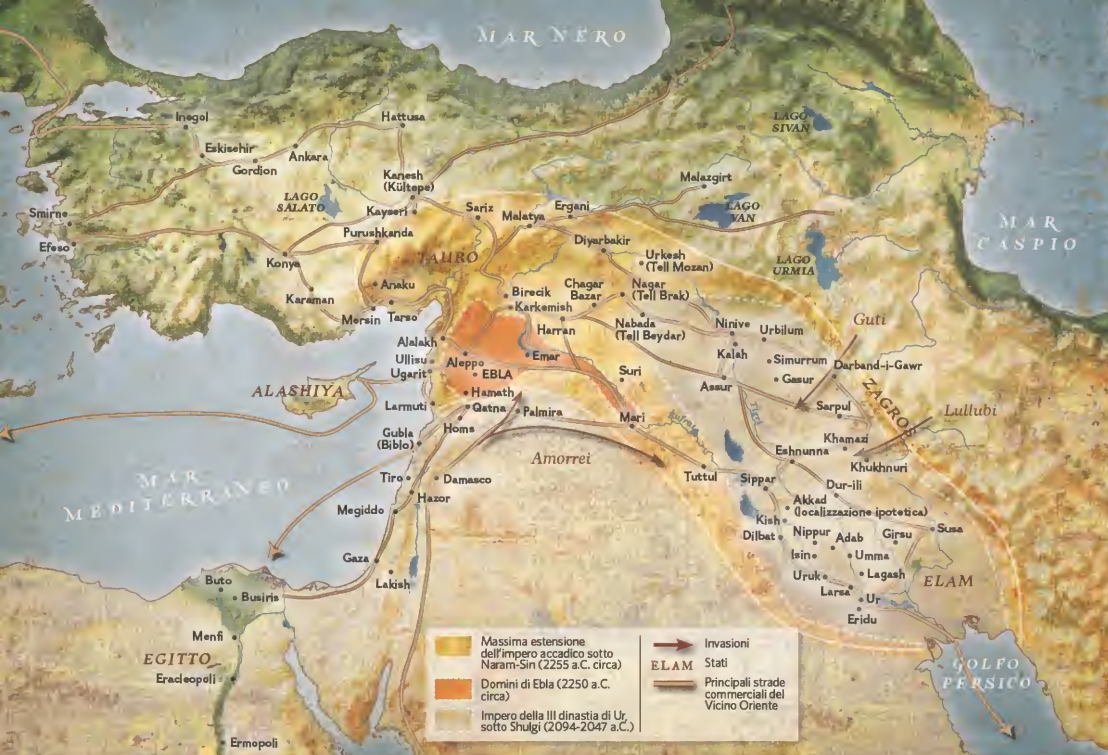 MAR NERO
MAR
CASPIO
LAGO
SIVAN
Inegol
Hattusa
Eskisehir
Gordion
Ankara
Kanesh
(Kültepe)
LAGO
SALATO
Kayseri
Sariz
Malatya
Ergani
Malazgirt
LAGO
VAN
Smirne
Efeso
Purushkanda
Konya
TAURO
Diyarbakir
Urkesh
(Tell Mozan)
LAGO
URMIA
Karaman
Anaku
Mersin
Tarso
Birecik
Karkemish
Chagar
Bazar
Nagar
(Tell Brak)
Harran
Nabada
(Tell Beydar)
Ninive
Urbilum
Guti
Alalakh
Ullisu
Ugarit
Aleppo
EBLA
Emar
Kalah
Simurrum
Gasur
Darband-i-Gawr
ALASHIYA
Hamath
Suri
Assur
ZAGROS
Larmuti
Qatna
Palmira
Mari
Eufrate
Tigri
Sarpul
Lullubi
Homs
Gubla
(Biblo)
Amorrei
Khamazi
Khukhnuri
Eshnunna
MAR
MEDITERRANEO
Tiro
Damasco
Hazor
Tuttul
Sippar
Dur-ili
Megiddo
Akkad
(localizzazione ipotetica)
Kish
Dilbat
Nippur
Adab
Girsu
Susa
Isin
Umma
Gaza
Lakish
Uruk
Lagash
ELAM
Larsa
Ur
Eridu
Buto
Busiris
Menfi
EGITTO
Eracleopoli
Ermopoli
GOLFO
PERSICO
Massima estensione
dell'impero accadico sotto
Naram-Sin (2255 a.C. circa)
Domini di Ebla (2250 a.C.
circa)
Impero della III dinastia di Ur,
sotto Shulgi (2094-2047 a.C.)
Invasioni
ELAM Stati
Principali strade
commerciali del
Vicino Oriente